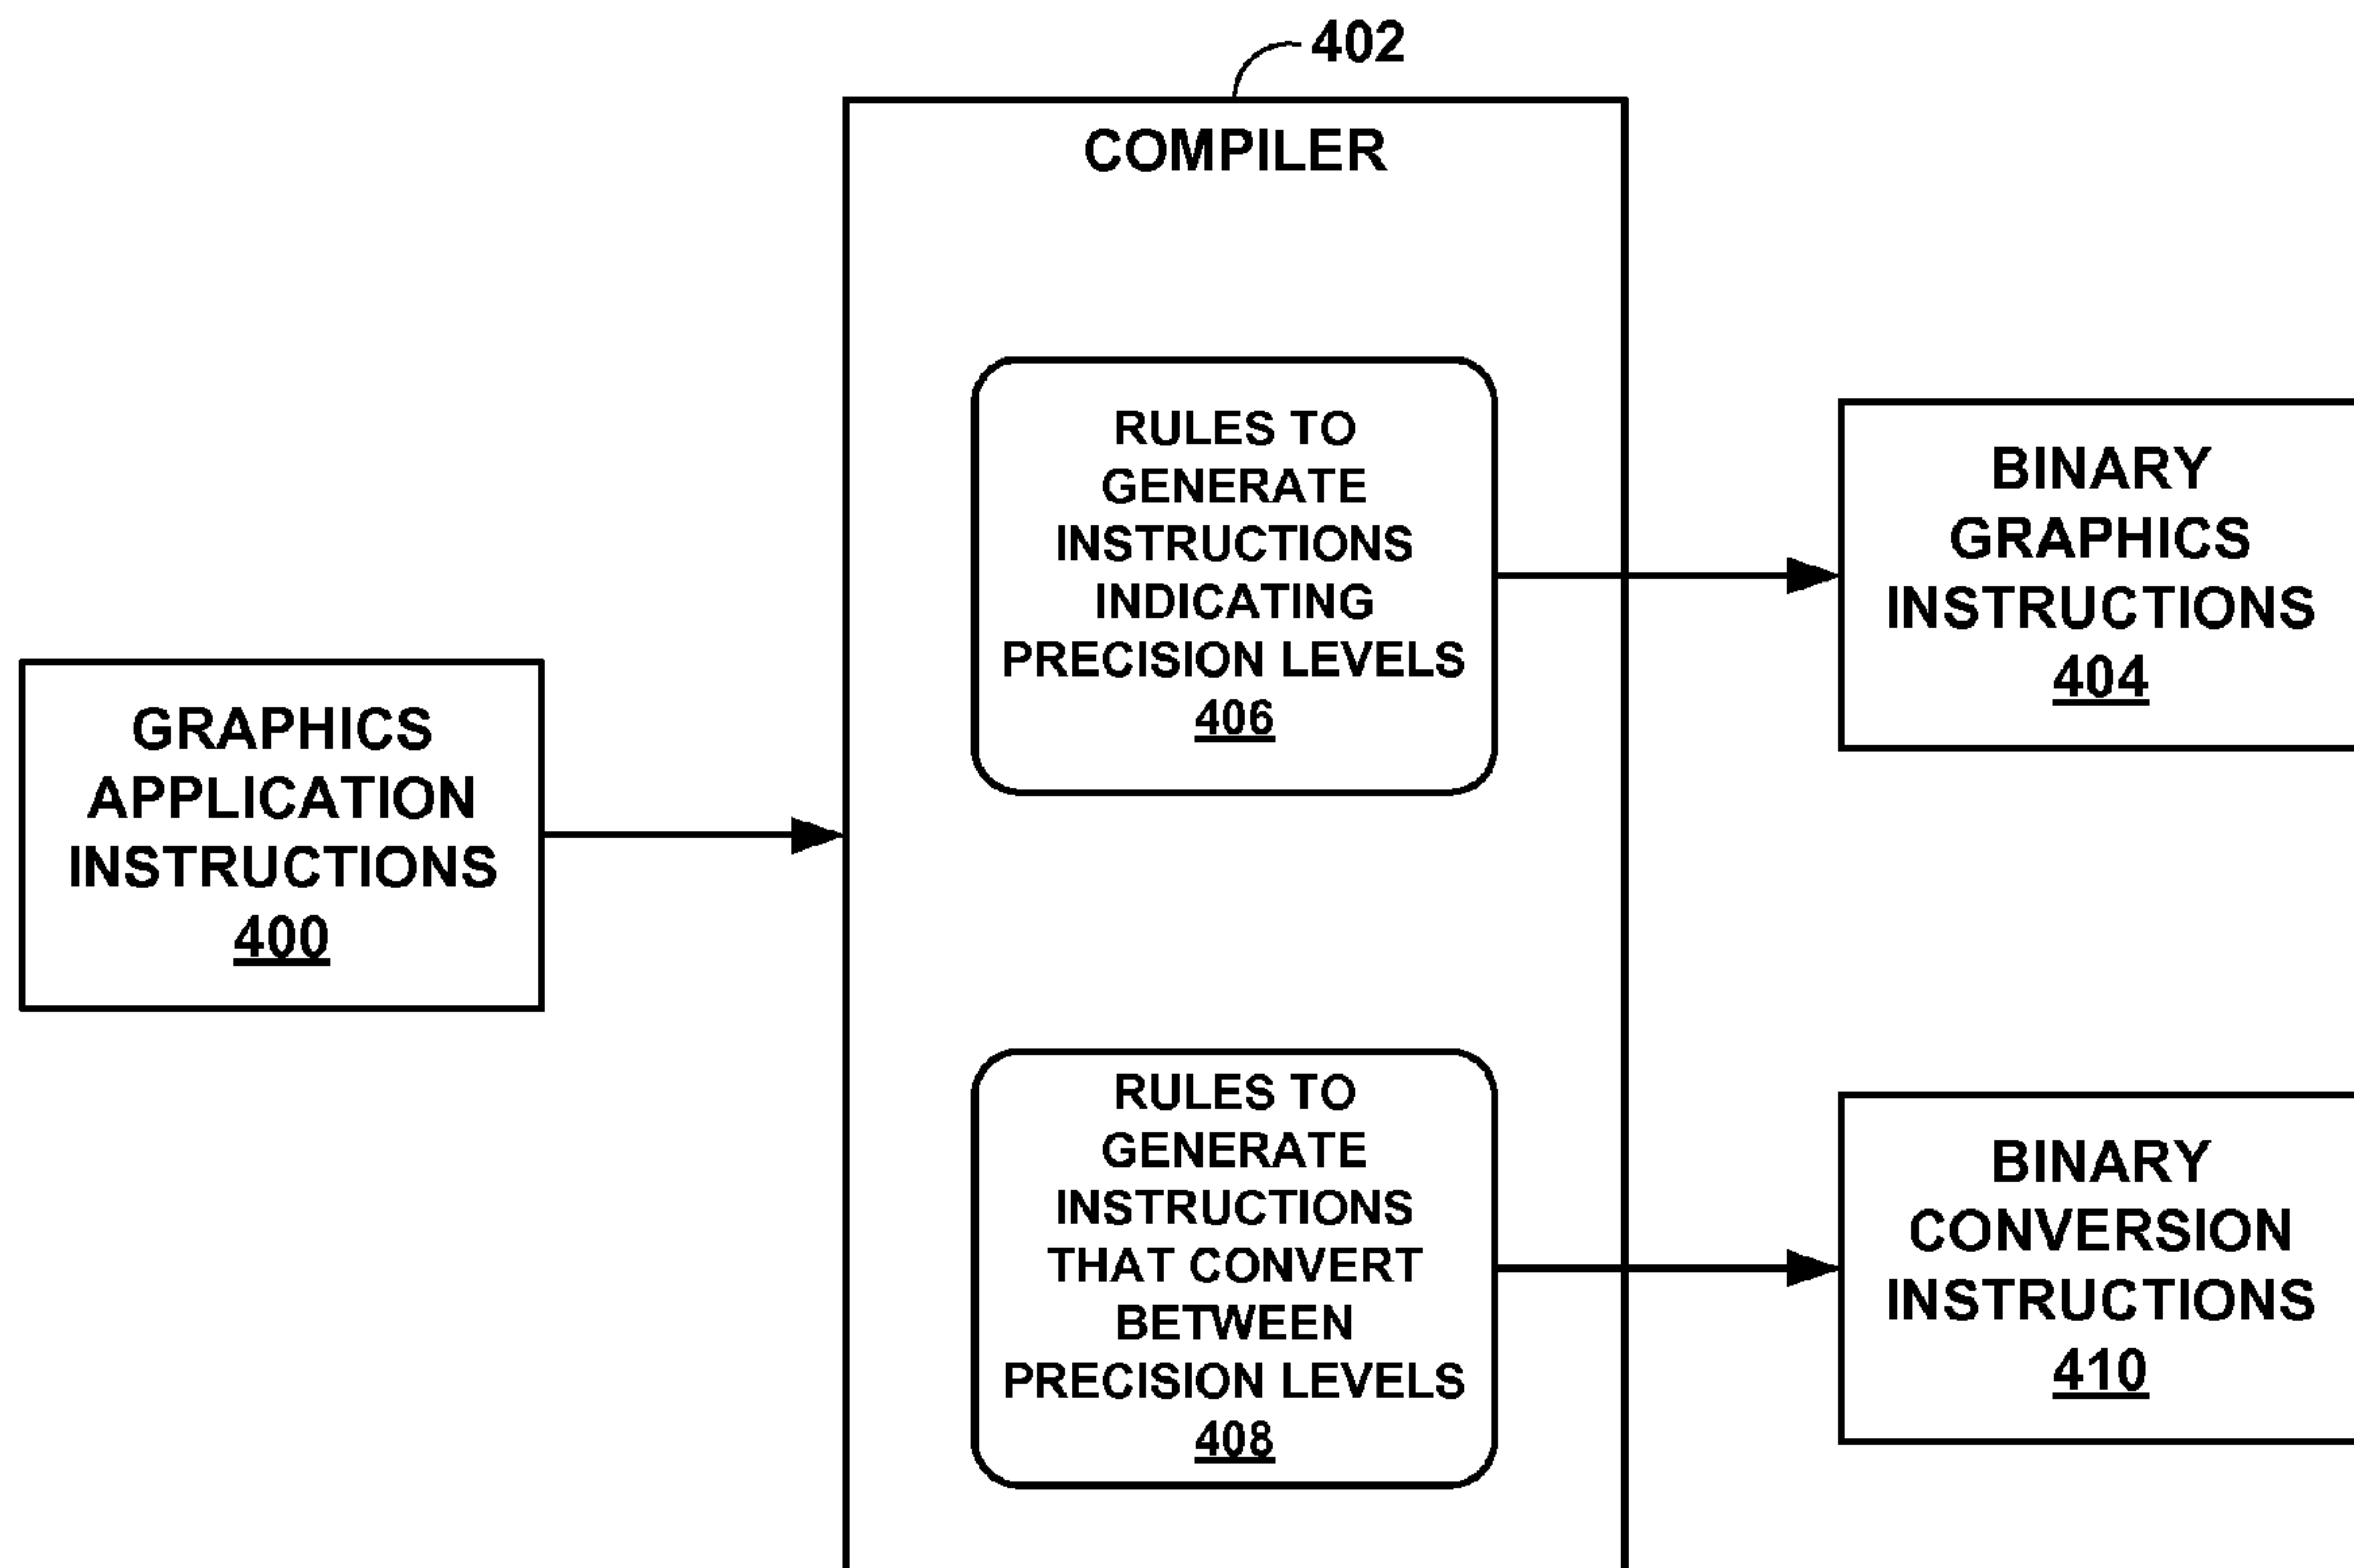 402
COMPILER
RULES TO
GENERATE
INSTRUCTIONS
INDICATING
PRECISION LEVELS
406
BINARY
GRAPHICS
INSTRUCTIONS
404
GRAPHICS
APPLICATION
INSTRUCTIONS
400
RULES TO
GENERATE
INSTRUCTIONS
THAT CONVERT
BETWEEN
PRECISION LEVELS
408
BINARY
CONVERSION
INSTRUCTIONS
410